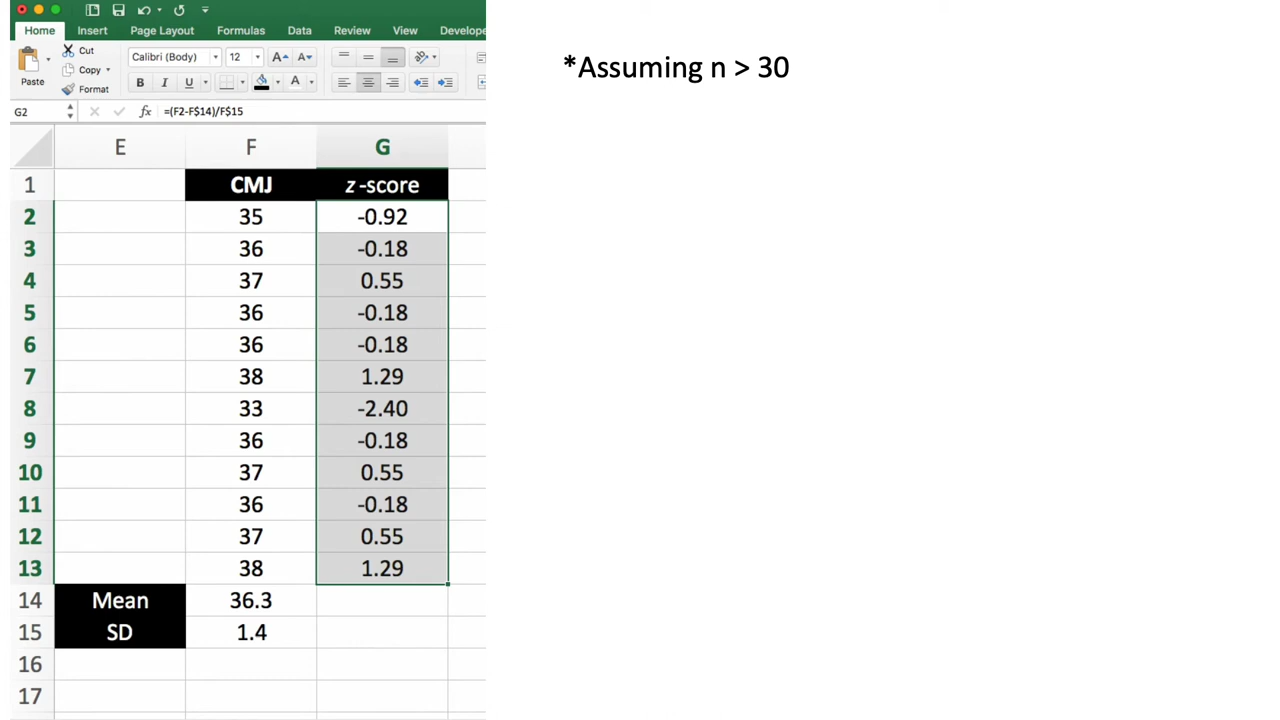 Home Insert Page Layout Formulas Data Review View Develope
Cut
Copy
Format
Paste
Calibri (Body) 12 A A
B I U A
G2 fx =(F2-F$14)/F$15
E F G
1 CMJ z-score
2 35 -0.92
3 36 -0.18
4 37 0.55
5 36 -0.18
6 36 -0.18
7 38 1.29
8 33 -2.40
9 36 -0.18
10 37 0.55
11 36 -0.18
12 37 0.55
13 38 1.29
14 Mean 36.3
15 SD 1.4
16
17
*Assuming n > 30